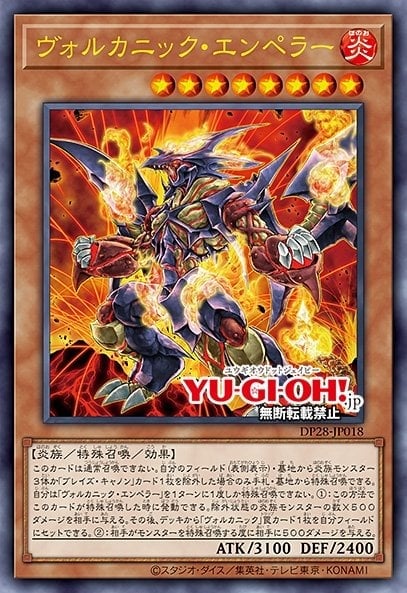 ヴォルカニック・エンペラー
ほのお
炎
ユウギオウドットジェイピー
YU-GI-OH!.jp
無断転載禁止
DP28-JP018
【炎族／特殊召喚／効果】
このカードは通常召喚できない。自分のフィールド(表側表示)・墓地から炎族モンスター
3体か「ブレイズ・キャノン」カード1枚を除外した場合のみ手札・墓地から特殊召喚できる。
自分は「ヴォルカニック・エンペラー」を1ターンに1度しか特殊召喚できない。①：この方法で
このカードが特殊召喚した時に発動できる。除外状態の炎族モンスターの数×500
ダメージを相手に与える。その後、デッキから「ヴォルカニック」罠カード1枚を自分フィールド
にセットできる。②：相手がモンスターを特殊召喚する度に相手に500ダメージを与える。
ATK/3100 DEF/2400
©スタジオ・ダイス／集英社・テレビ東京・KONAMI